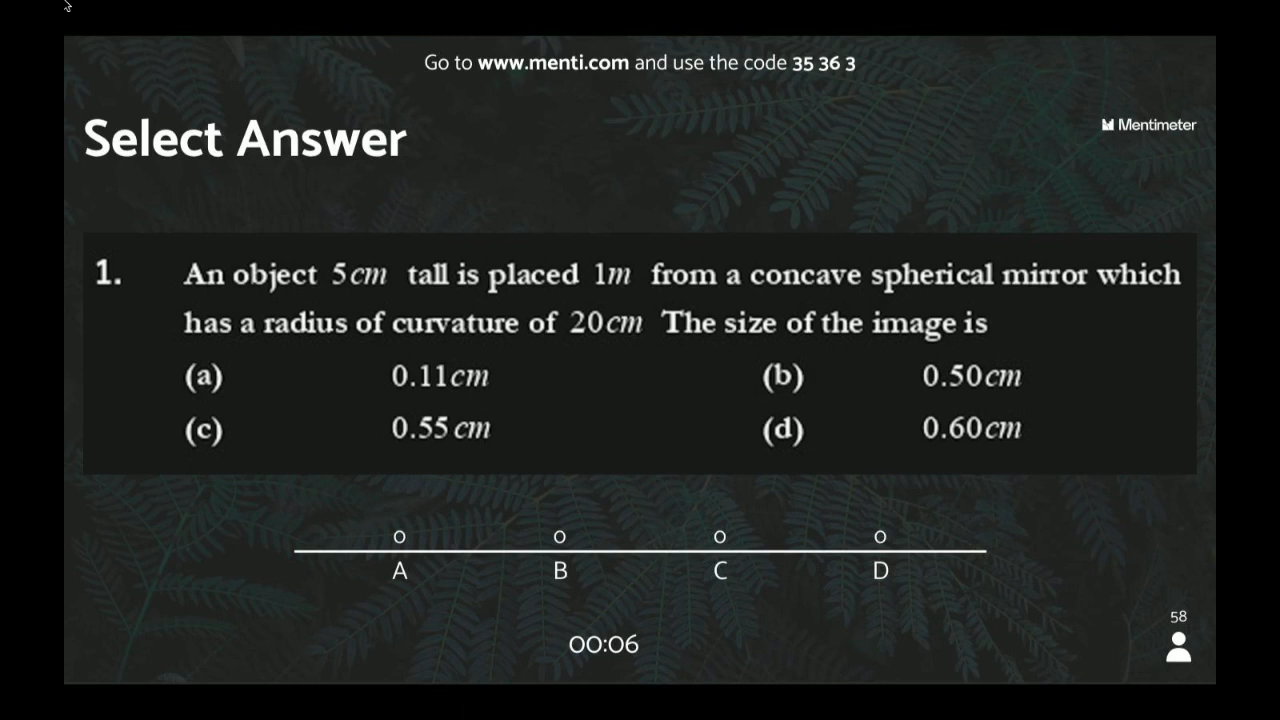 Go to www.menti.com and use the code 35 36 3
Select Answer
Mentimeter
1. An object 5cm tall is placed 1m from a concave spherical mirror which
has a radius of curvature of 20cm The size of the image is
(a) 0.11cm (b) 0.50cm
(c) 0.55 cm (d) 0.60cm
0 0 0 0
A B C D
58
00:06